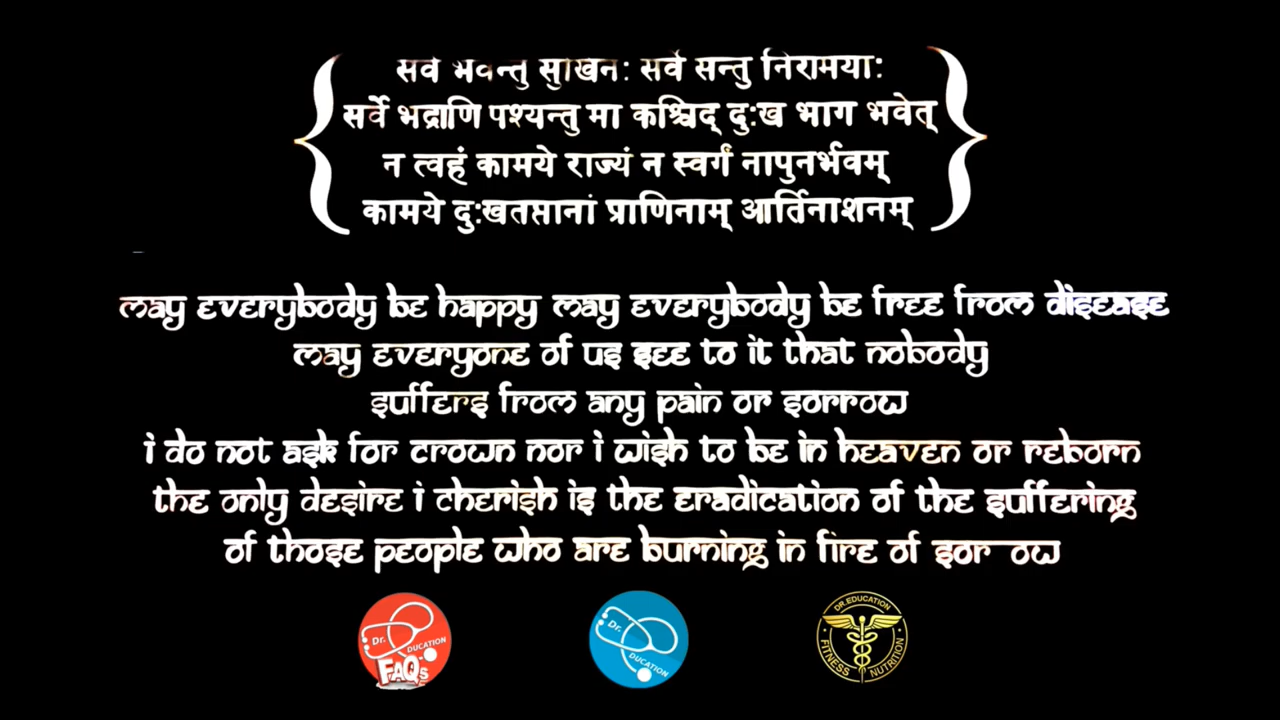 सर्वे भवन्तु सुखिन: सर्वे सन्तु निरामया:
सर्वे भद्राणि पश्यन्तु मा कश्चिद् दु:ख भाग भवेत्
न त्वहं कामये राज्यं न स्वर्गं नापुनर्भवम्
कामये दु:खतप्तानां प्राणिनाम् आर्तिनाशनम्
may everybody be happy may everybody be free from disease
may everyone of us see to it that nobody
suffers from any pain or sorrow
i do not ask for crown nor i wish to be in heaven or reborn
the only desire i cherish is the eradication of the suffering
of those people who are burning in fire of sor ow
Dr. DUCATION FAQs
DUCATION
DR.EDUCATION FITNESS NUTRITION